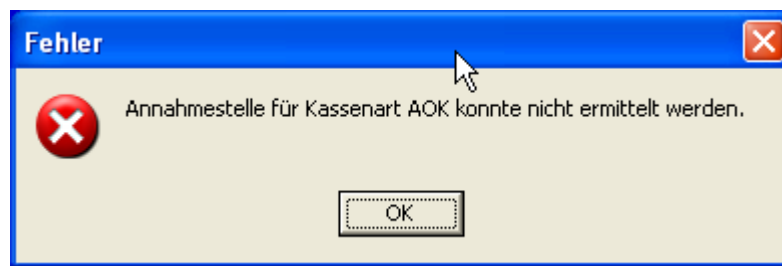 Fehler
Annahmestelle für Kassenart AOK konnte nicht ermittelt werden.
OK